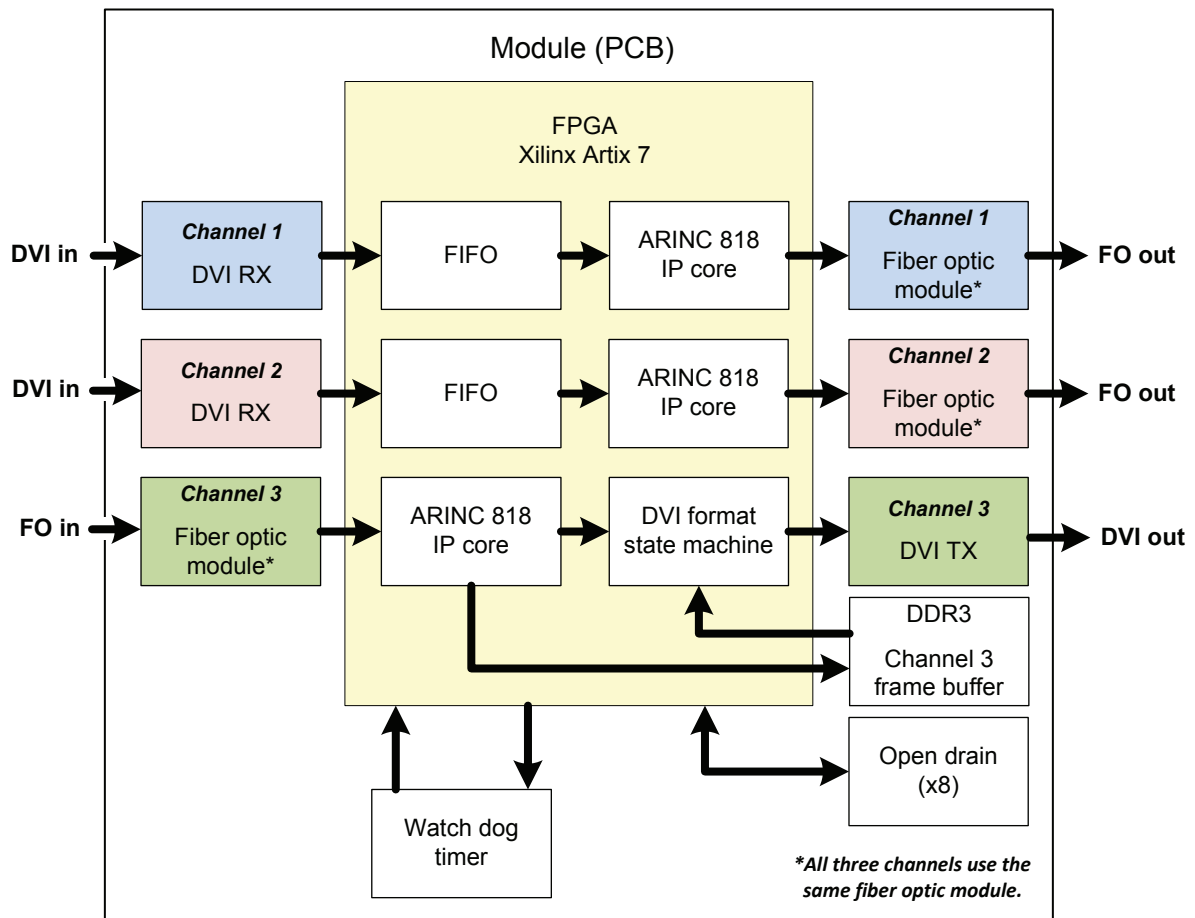 Module (PCB)
FPGA
Xilinx Artix 7
DVI in
Channel 1
DVI RX
FIFO
ARINC 818
IP core
Channel 1
Fiber optic
module*
FO out
DVI in
Channel 2
DVI RX
FIFO
ARINC 818
IP core
Channel 2
Fiber optic
module*
FO out
FO in
Channel 3
Fiber optic
module*
ARINC 818
IP core
DVI format
state machine
Channel 3
DVI TX
DVI out
DDR3
Channel 3
frame buffer
Open drain
(x8)
Watch dog
timer
*All three channels use the
same fiber optic module.